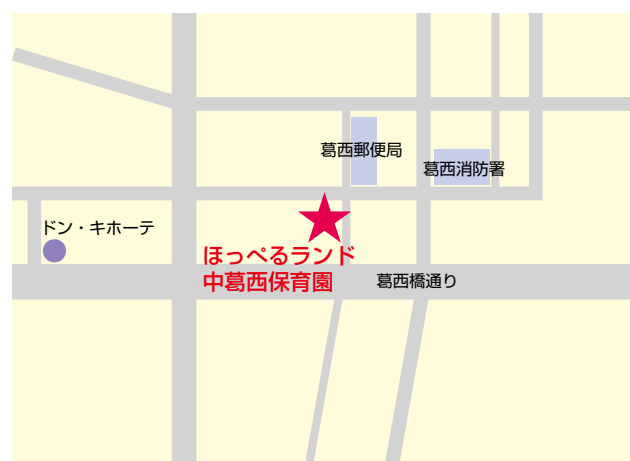 葛西郵便局
葛西消防署
ドン・キホーテ
ほっぺるランド
中葛西保育園
葛西橋通り